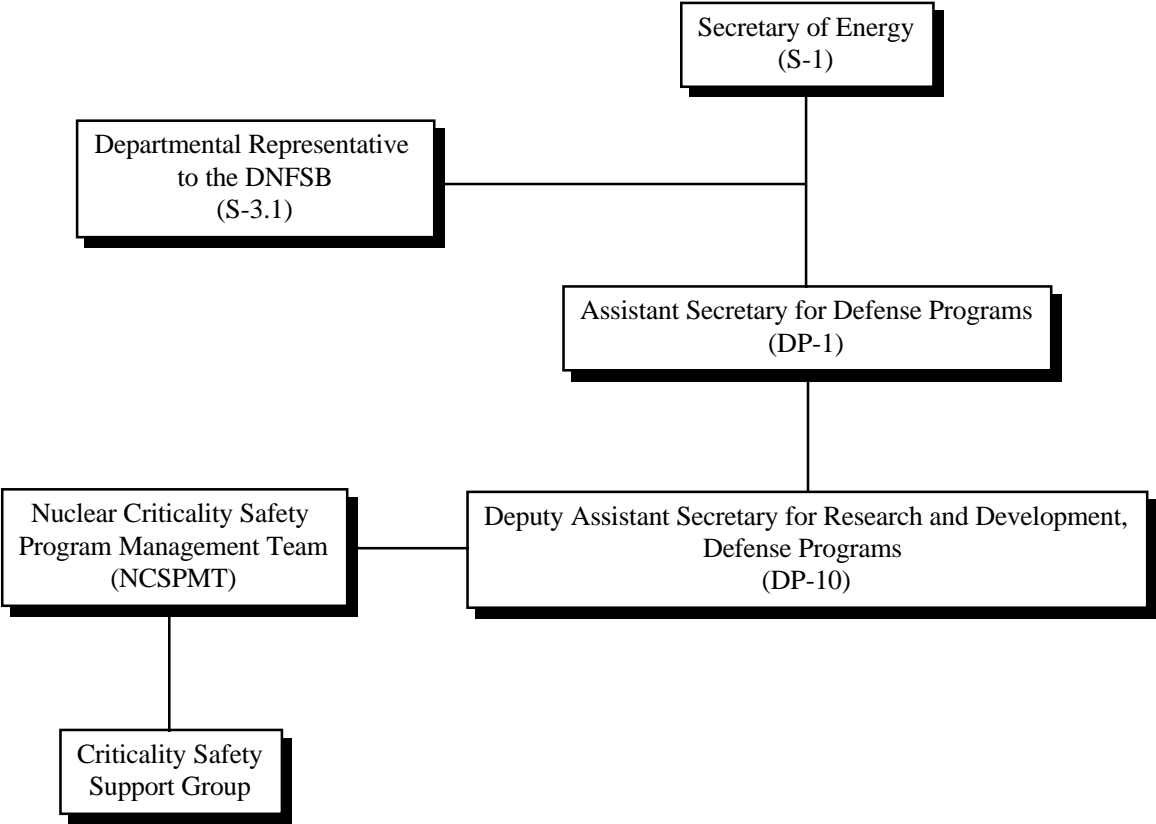 Secretary of Energy
(S-1)
Departmental Representative
to the DNFSB
(S-3.1)
Assistant Secretary for Defense Programs
(DP-1)
Nuclear Criticality Safety
Program Management Team
(NCSPMT)
Deputy Assistant Secretary for Research and Development,
Defense Programs
(DP-10)
Criticality Safety
Support Group